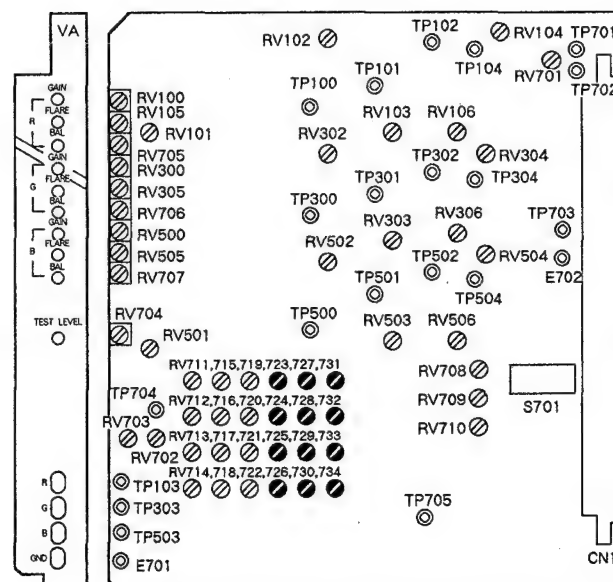 VA
GAIN
R
FLARE
BAL
GAIN
G
FLARE
BAL
GAIN
FLARE
B
BAL
TEST LEVEL
R
G
B
GND
RV100
RV105
RV101
RV705
RV300
RV305
RV706
RV500
RV505
RV707
RV704
RV501
RV102
TP102
RV104
TP701
TP104
RV701
TP702
TP100
TP101
RV302
RV103
RV106
TP302
RV304
TP304
TP301
TP300
RV303
RV306
TP703
RV502
TP502
RV504
E702
TP501
TP504
TP500
RV503
RV506
RV711,715,719,723,727,731
RV708
TP704
RV712,716,720,724,728,732
RV709
S701
RV703
RV713,717,721,725,729,733
RV710
RV702
RV714,718,722,726,730,734
TP103
TP303
TP503
E701
TP705
CN1